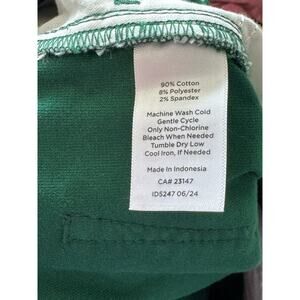 90% Cotton
8% Polyester
2% Spandex
Machine Wash Cold
Gentle Cycle
Only Non-Chlorine
Bleach When Needed
Tumble Dry Low
Cool Iron, If Needed
Made In Indonesia
CA# 23147
ID5247 06/24